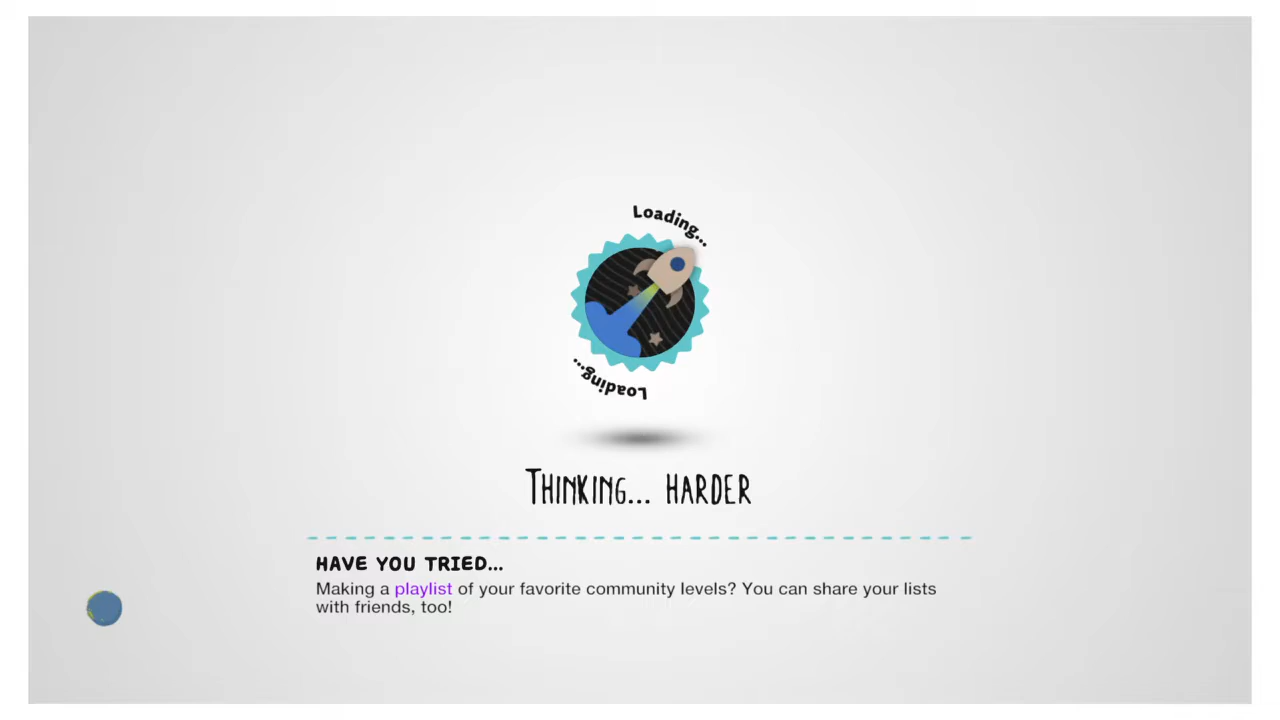 Loading...
Loading...
Thinking... harder
Have you tried...
Making a playlist of your favorite community levels? You can share your lists
with friends, too!